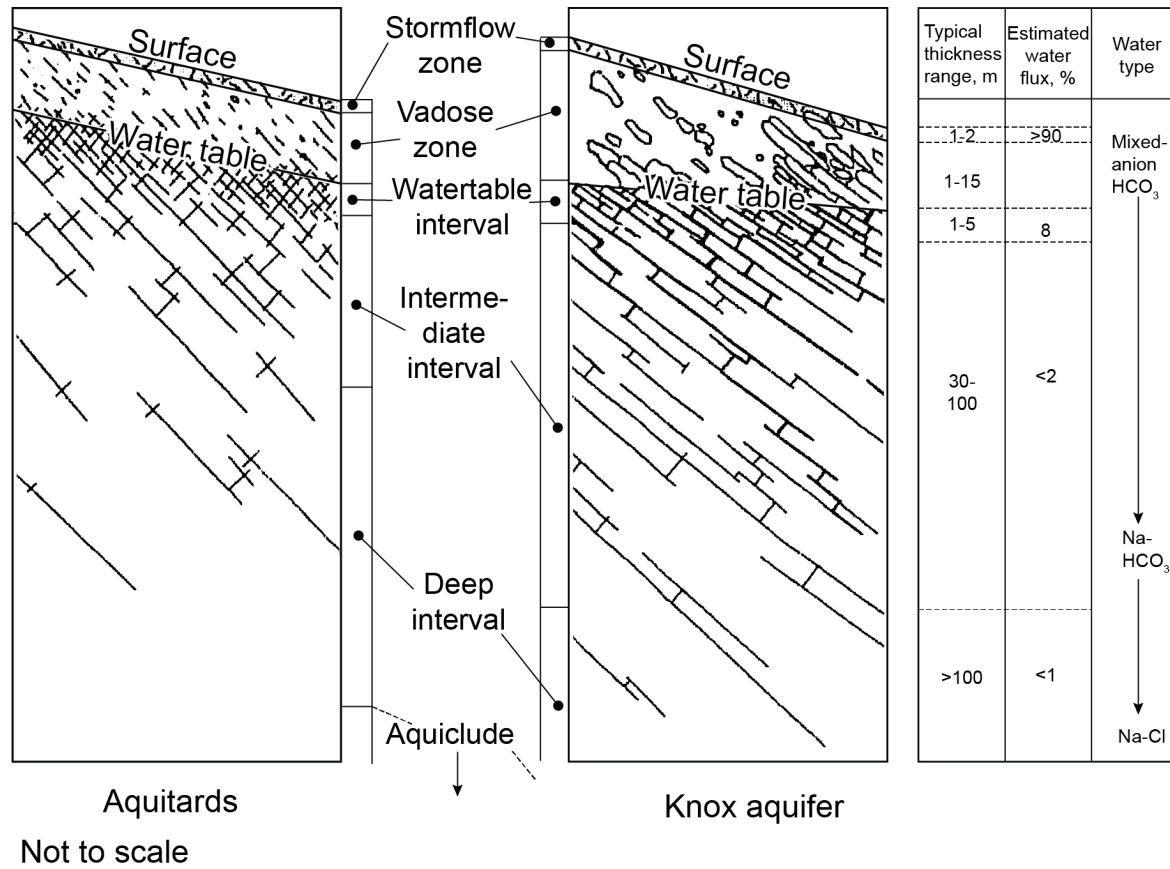 Surface
Water table
Stormflow
zone
Vadose
zone
Watertable
interval
Interme-
diate
interval
Deep
interval
Aquiclude
Surface
Water table
Typical
thickness
range, m
Estimated
water
flux, %
Water
type
1-2
>90
1-15
1-5
8
30-
100
<2
>100
<1
Mixed-
anion
HCO₃
Na-
HCO₃
Na-Cl
Aquitards
Knox aquifer
Not to scale